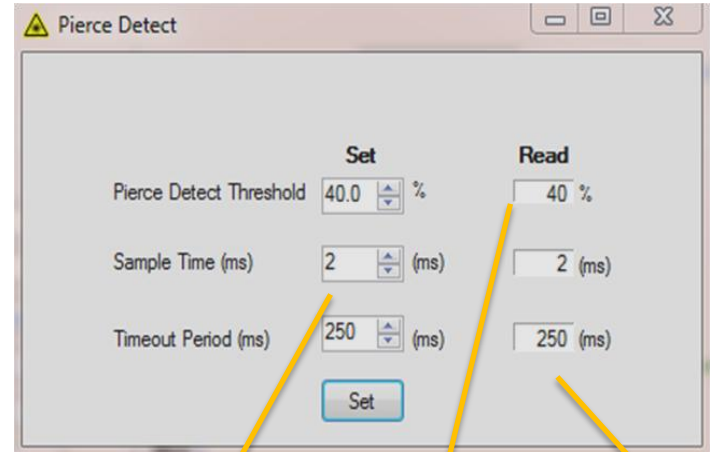 Pierce Detect
Set Read
Pierce Detect Threshold 40.0 % 40 %
Sample Time (ms) 2 (ms) 2 (ms)
Timeout Period (ms) 250 (ms) 250 (ms)
Set